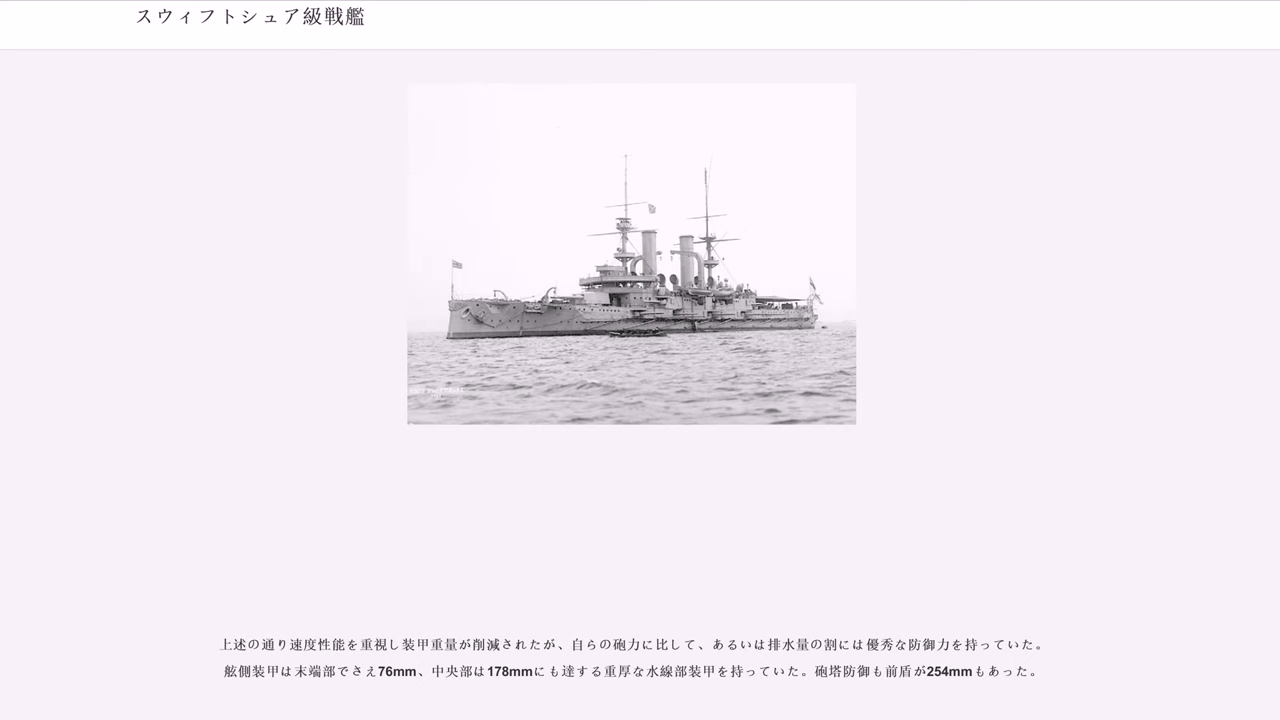 スウィフトシュア級戦艦
上述の通り速度性能を重視し装甲重量が削減されたが、自らの砲力に比して、あるいは排水量の割には優秀な防御力を持っていた。
舷側装甲は末端部でさえ76mm、中央部は178mmにも達する重厚な水線部装甲を持っていた。砲塔防御も前盾が254mmもあった。